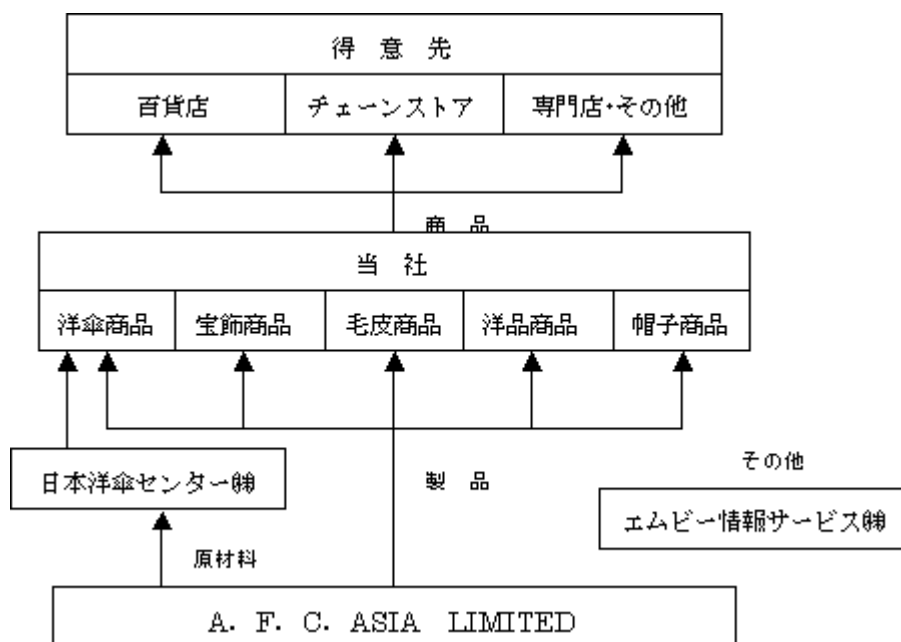 得 意 先
百貨店 チェーンストア 専門店・その他
商 品
当 社
洋傘商品 宝飾商品 毛皮商品 洋品商品 帽子商品
日本洋傘センター㈱
製 品
その他
エムビー情報サービス㈱
原材料
A. F. C. ASIA LIMITED